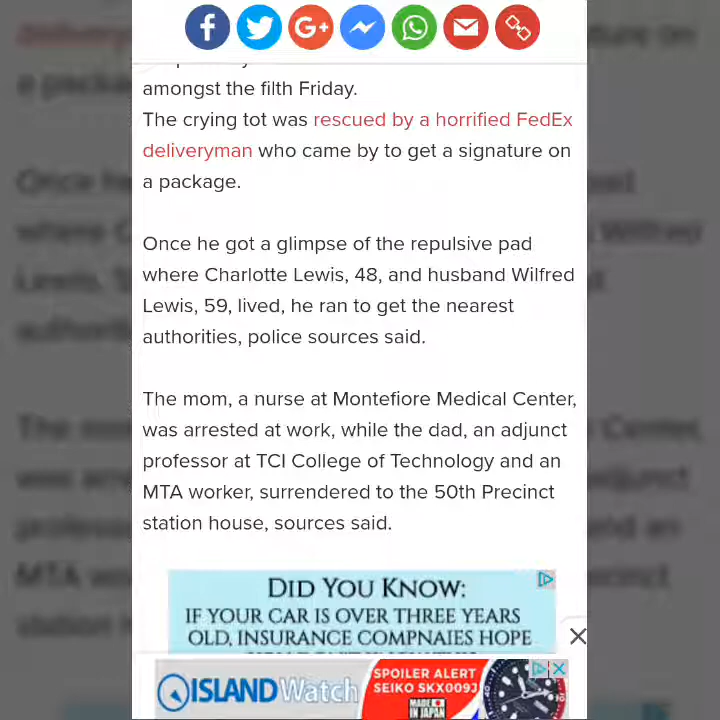 amongst the filth Friday.
The crying tot was rescued by a horrified FedEx
deliveryman who came by to get a signature on
a package.
Once he got a glimpse of the repulsive pad
where Charlotte Lewis, 48, and husband Wilfred
Lewis, 59, lived, he ran to get the nearest
authorities, police sources said.
The mom, a nurse at Montefiore Medical Center,
was arrested at work, while the dad, an adjunct
professor at TCI College of Technology and an
MTA worker, surrendered to the 50th Precinct
station house, sources said.
DID YOU KNOW:
IF YOUR CAR IS OVER THREE YEARS
OLD, INSURANCE COMPNAIES HOPE
ISLAND Watch
SPOILER ALERT
SEIKO SKX009J
MADE IN JAPAN